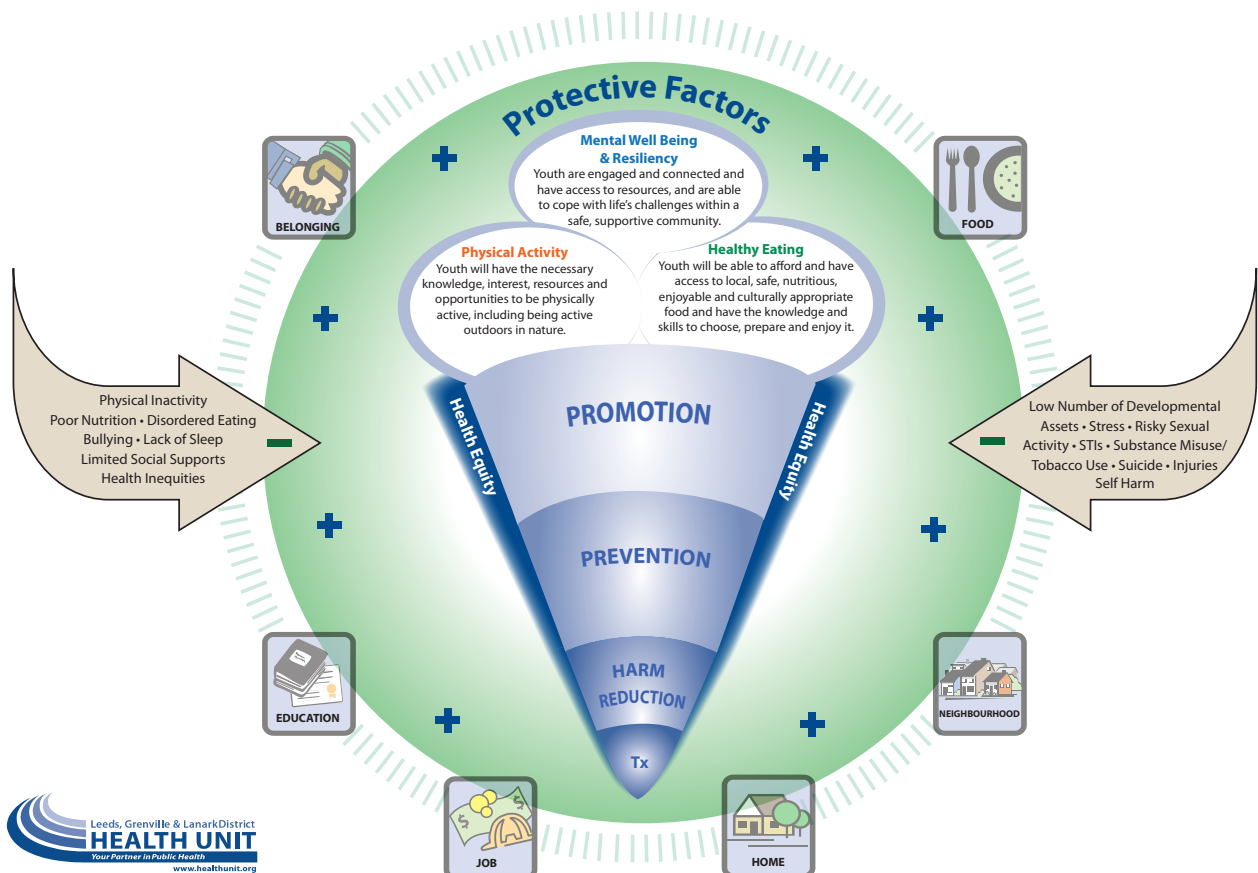 Protective Factors
Mental Well Being
& Resiliency
Youth are engaged and connected and
have access to resources, and are able
to cope with life's challenges within a
safe, supportive community.
Physical Activity
Youth will have the necessary
knowledge, interest, resources and
opportunities to be physically
active, including being active
outdoors in nature.
Healthy Eating
Youth will be able to afford and have
access to local, safe, nutritious,
enjoyable and culturally appropriate
food and have the knowledge and
skills to choose, prepare and enjoy it.
BELONGING
FOOD
Physical Inactivity
Poor Nutrition • Disordered Eating
Bullying • Lack of Sleep
Limited Social Supports
Health Inequities
Low Number of Developmental
Assets • Stress • Risky Sexual
Activity • STIs • Substance Misuse/
Tobacco Use • Suicide • Injuries
Self Harm
Health Equity
Health Equity
PROMOTION
PREVENTION
HARM
REDUCTION
Tx
EDUCATION
NEIGHBOURHOOD
JOB
HOME
Leeds, Grenville & Lanark District
HEALTH UNIT
Your Partner in Public Health
www.healthunit.org